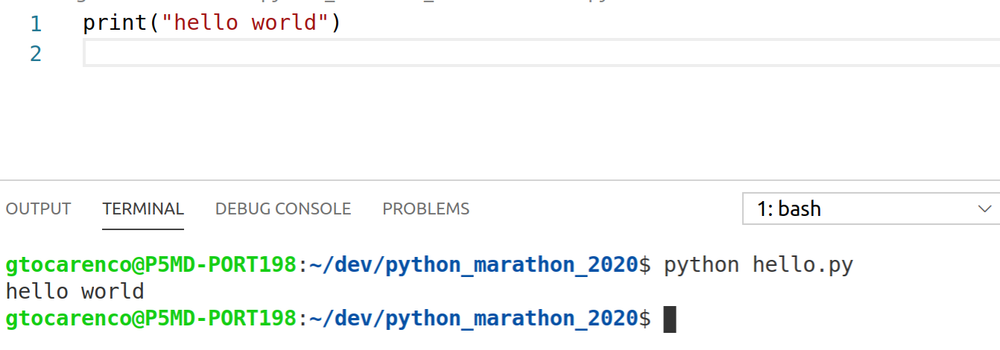 1 print("hello world")
2
OUTPUT TERMINAL DEBUG CONSOLE PROBLEMS 1: bash
gtocarenco@P5MD-PORT198:~/dev/python_marathon_2020$ python hello.py
hello world
gtocarenco@P5MD-PORT198:~/dev/python_marathon_2020$